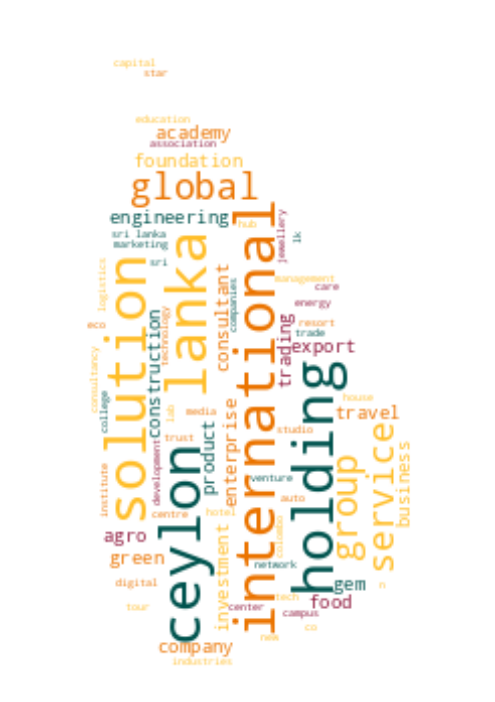 capital
star
education
academy
association
foundation
global
engineering
hub
sri lanka
marketing
jewellery
lk
sri
lanka
solution
international
logistics
consultant
companies
management
care
energy
eco
technology
construction
trading
resort
trade
export
consultancy
college
holding
house
lab
media
travel
trust
studio
product
enterprise
ceylon
development
group
service
business
institute
venture
auto
centre
hotel
investment
colombo
agro
green
network
digital
gem
n
tech
food
tour
center
campus
co
new
company
industries